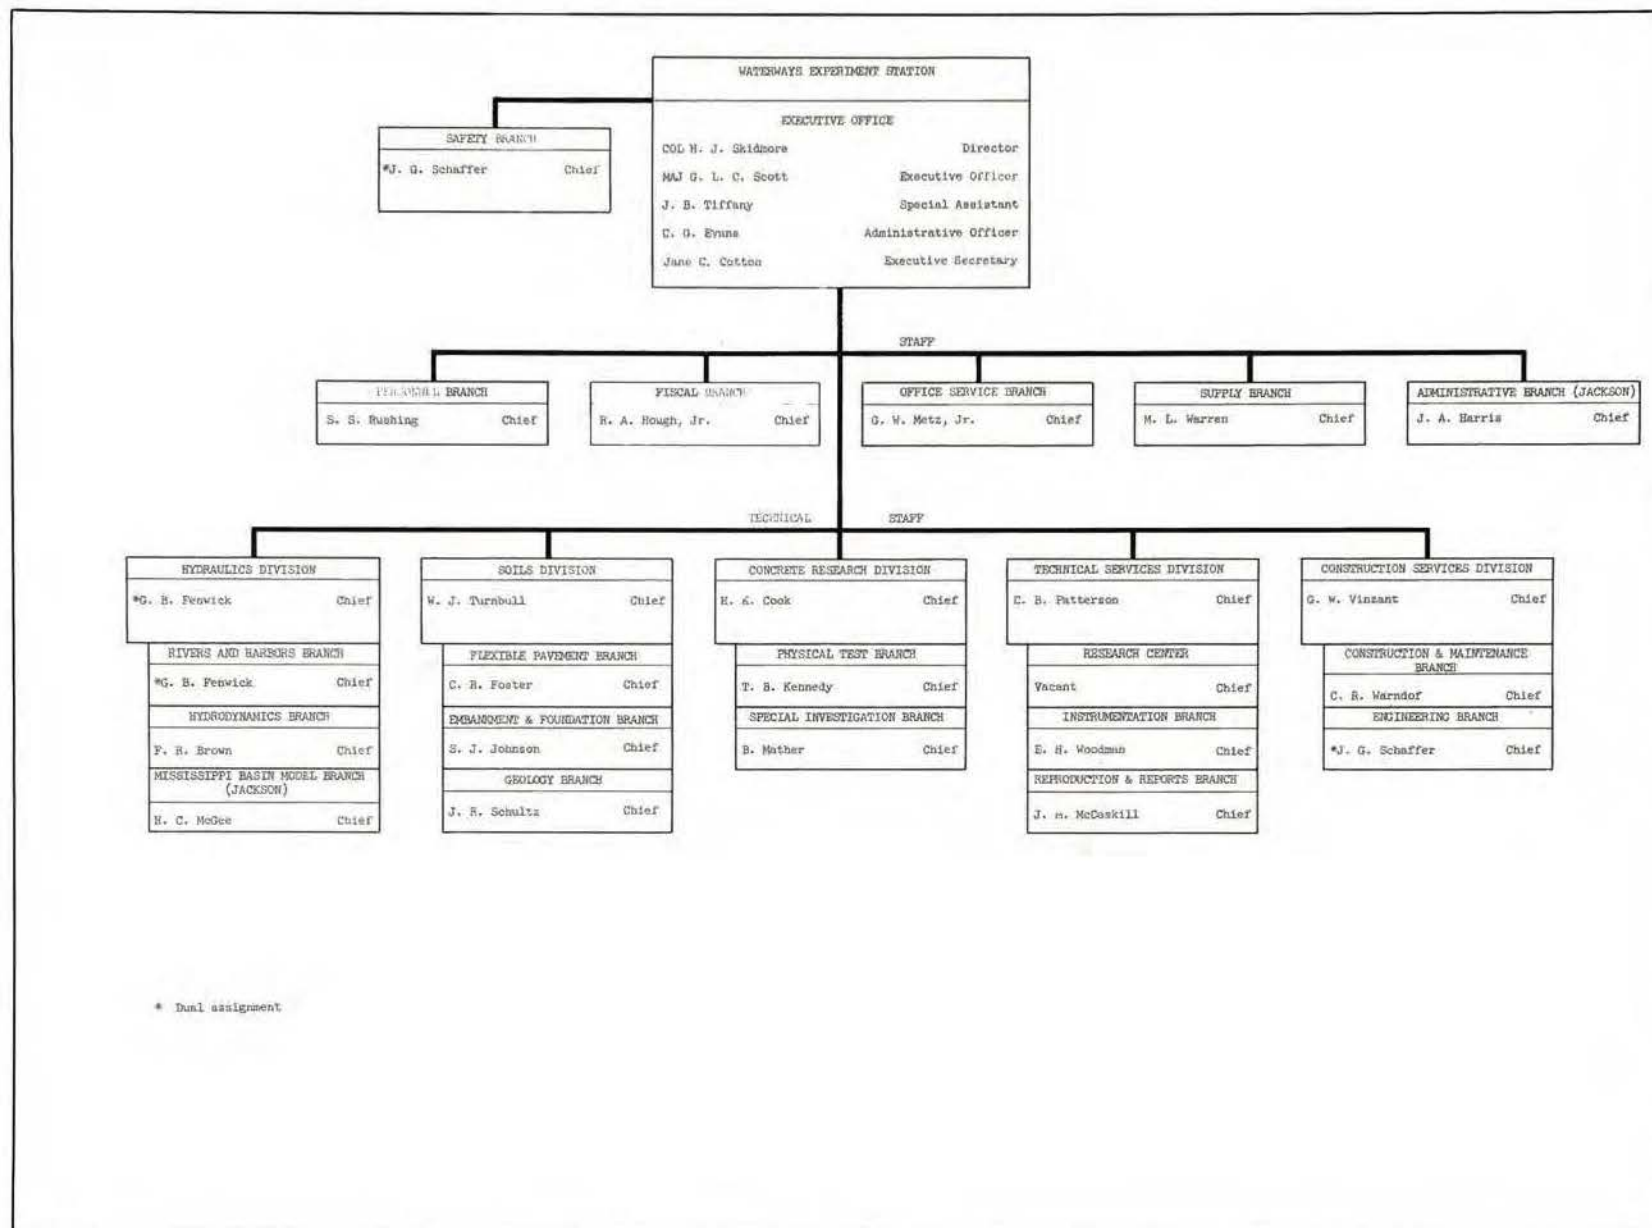 WATERWAYS EXPERIMENT STATION
EXECUTIVE OFFICE
COL H. J. Skidmore Director
MAJ G. L. C. Scott Executive Officer
J. B. Tiffany Special Assistant
C. G. Evans Administrative Officer
Jane C. Cotton Executive Secretary
SAFETY BRANCH
*J. G. Schaffer Chief
STAFF
PERSONNEL BRANCH
S. S. Rushing Chief
FISCAL BRANCH
R. A. Hough, Jr. Chief
OFFICE SERVICE BRANCH
G. W. Metz, Jr. Chief
SUPPLY BRANCH
M. L. Warren Chief
ADMINISTRATIVE BRANCH (JACKSON)
J. A. Harris Chief
TECHNICAL STAFF
HYDRAULICS DIVISION
*G. B. Fenwick Chief
RIVERS AND HARBORS BRANCH
*G. B. Fenwick Chief
HYDRODYNAMICS BRANCH
F. R. Brown Chief
MISSISSIPPI BASIN MODEL BRANCH
(JACKSON)
H. C. McGee Chief
SOILS DIVISION
W. J. Turnbull Chief
FLEXIBLE PAVEMENT BRANCH
C. R. Foster Chief
EMBANKMENT & FOUNDATION BRANCH
S. J. Johnson Chief
GEOLOGY BRANCH
J. R. Schultz Chief
CONCRETE RESEARCH DIVISION
H. K. Cook Chief
PHYSICAL TEST BRANCH
T. B. Kennedy Chief
SPECIAL INVESTIGATION BRANCH
B. Mather Chief
TECHNICAL SERVICES DIVISION
C. B. Patterson Chief
RESEARCH CENTER
Vacant Chief
INSTRUMENTATION BRANCH
E. H. Woodman Chief
REPRODUCTION & REPORTS BRANCH
J. M. McCaskill Chief
CONSTRUCTION SERVICES DIVISION
G. W. Vinzant Chief
CONSTRUCTION & MAINTENANCE
BRANCH
C. R. Warndof Chief
ENGINEERING BRANCH
*J. G. Schaffer Chief
* Dual assignment